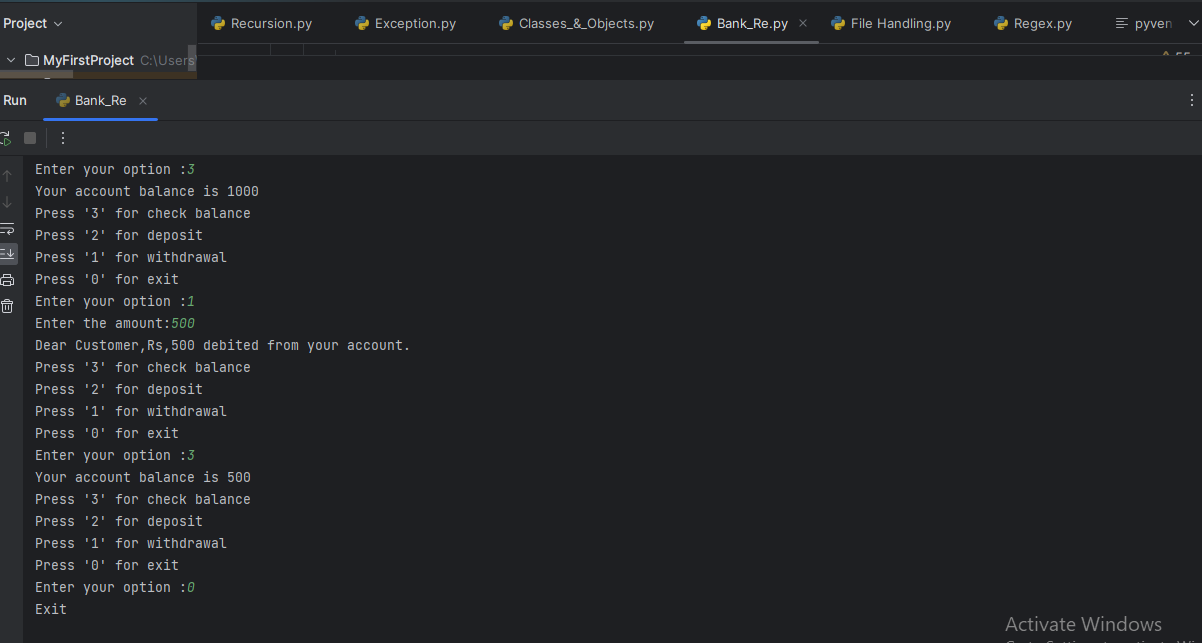 Project
Recursion.py
Exception.py
Classes_&_Objects.py
Bank_Re.py
File Handling.py
Regex.py
pyven
MyFirstProject C:\Users
Run
Bank_Re
Enter your option :3
Your account balance is 1000
Press '3' for check balance
Press '2' for deposit
Press '1' for withdrawal
Press '0' for exit
Enter your option :1
Enter the amount:500
Dear Customer,Rs,500 debited from your account.
Press '3' for check balance
Press '2' for deposit
Press '1' for withdrawal
Press '0' for exit
Enter your option :3
Your account balance is 500
Press '3' for check balance
Press '2' for deposit
Press '1' for withdrawal
Press '0' for exit
Enter your option :0
Exit
Activate Windows